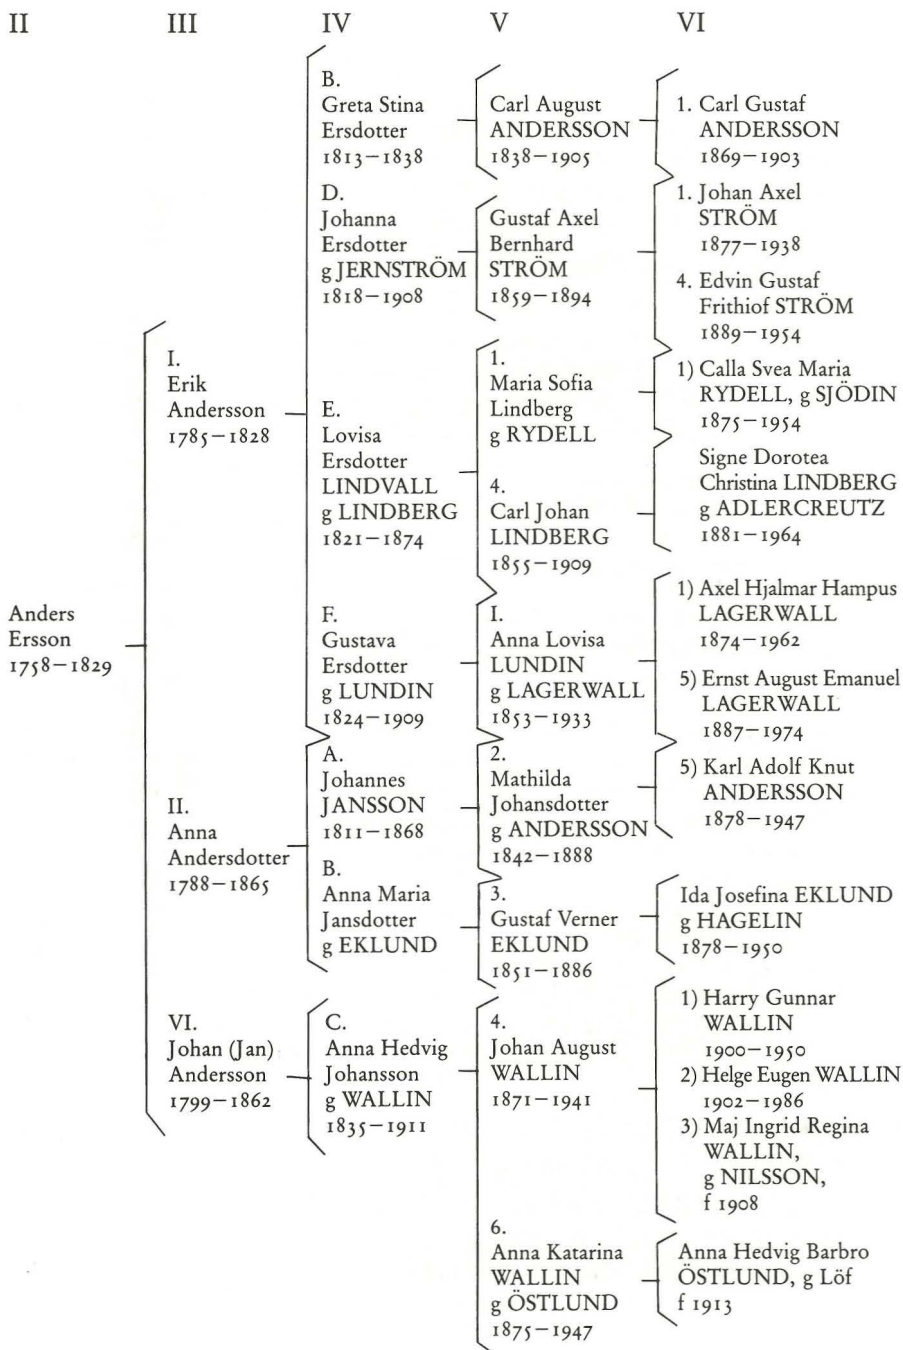 II
III
IV
V
VI
Anders
Ersson
1758–1829
I.
Erik
Andersson
1785–1828
II.
Anna
Andersdotter
1788–1865
VI.
Johan (Jan)
Andersson
1799–1862
B.
Greta Stina
Ersdotter
1813–1838
D.
Johanna
Ersdotter
g JERNSTRÖM
1818–1908
E.
Lovisa
Ersdotter
LINDVALL
g LINDBERG
1821–1874
F.
Gustava
Ersdotter
g LUNDIN
1824–1909
A.
Johannes
JANSSON
1811–1868
B.
Anna Maria
Jansdotter
g EKLUND
C.
Anna Hedvig
Johansson
g WALLIN
1835–1911
Carl August
ANDERSSON
1838–1905
Gustaf Axel
Bernhard
STRÖM
1859–1894
1.
Maria Sofia
Lindberg
g RYDELL
4.
Carl Johan
LINDBERG
1855–1909
I.
Anna Lovisa
LUNDIN
g LAGERWALL
1853–1933
2.
Mathilda
Johansdotter
g ANDERSSON
1842–1888
3.
Gustaf Verner
EKLUND
1851–1886
4.
Johan August
WALLIN
1871–1941
6.
Anna Katarina
WALLIN
g ÖSTLUND
1875–1947
1. Carl Gustaf
ANDERSSON
1869–1903
1. Johan Axel
STRÖM
1877–1938
4. Edvin Gustaf
Frithiof STRÖM
1889–1954
1) Calla Svea Maria
RYDELL, g SJÖDIN
1875–1954
Signe Dorotea
Christina LINDBERG
g ADLERCREUTZ
1881–1964
1) Axel Hjalmar Hampus
LAGERWALL
1874–1962
5) Ernst August Emanuel
LAGERWALL
1887–1974
5) Karl Adolf Knut
ANDERSSON
1878–1947
Ida Josefina EKLUND
g HAGELIN
1878–1950
1) Harry Gunnar
WALLIN
1900–1950
2) Helge Eugen WALLIN
1902–1986
3) Maj Ingrid Regina
WALLIN,
g NILSSON,
f 1908
Anna Hedvig Barbro
ÖSTLUND, g Löf
f 1913